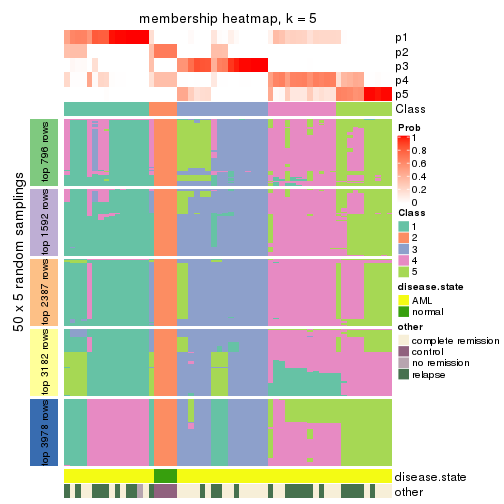 membership heatmap, k = 5
p1
p2
p3
p4
p5
Class
50 x 5 random samplings
top 796 rows
top 1592 rows
top 2387 rows
top 3182 rows
top 3978 rows
disease.state
other
Prob
1
0.8
0.6
0.4
0.2
0
Class
1
2
3
4
5
disease.state
AML
normal
other
complete remission
control
no remission
relapse